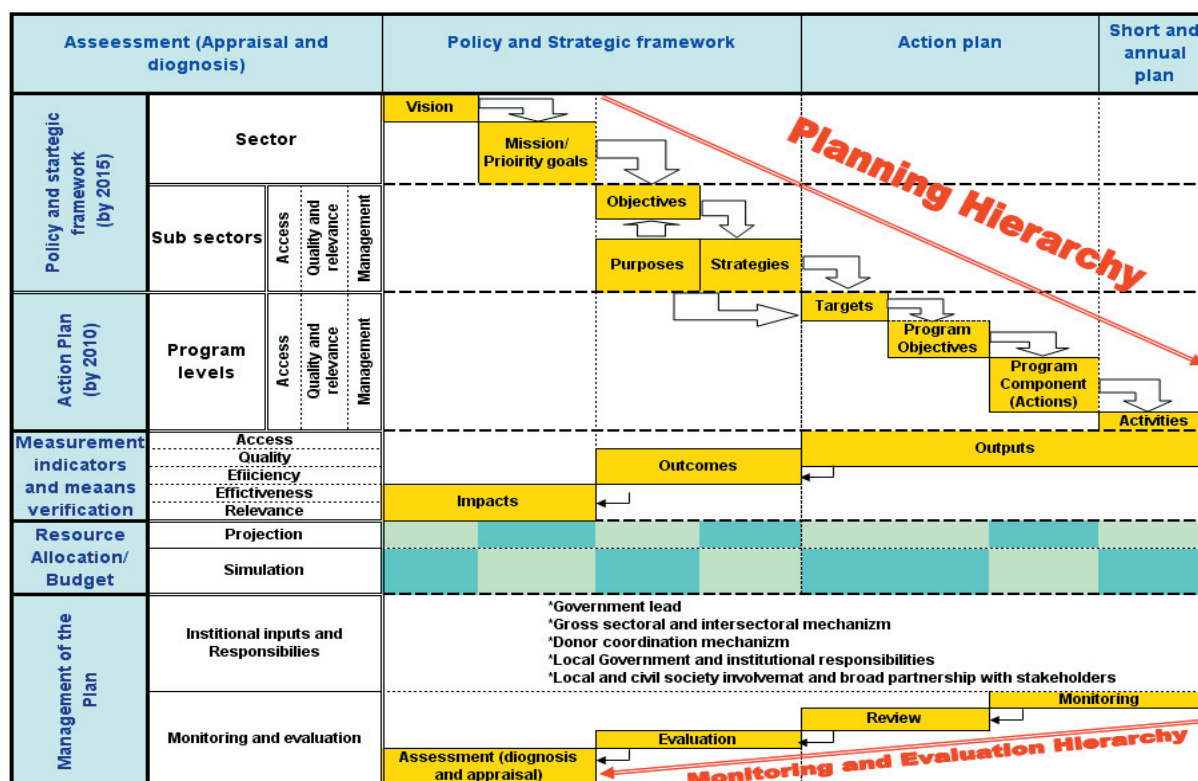 Asseessment (Appraisal and
diognosis)
Policy and Strategic framework
Action plan
Short and
annual
plan
Policy and startegic
framework
(by 2015)
Sector
Vision
Mission/
Prioirity goals
Planning Hierarchy
Sub sectors
Access
Quality and
relevance
Management
Objectives
Purposes
Strategies
Action Plan
(by 2010)
Program
levels
Access
Quality and
relevance
Management
Targets
Program
Objectives
Program
Component
(Actions)
Activities
Measurement
indicators
and meaans
verification
Access
Quality
Efiiciency
Effictiveness
Relevance
Outputs
Outcomes
Impacts
Resource
Allocation/
Budget
Projection
Simulation
Management of the
Plan
Institional inputs and
Responsibilies
*Government lead
*Gross sectoral and intersectoral mechanizm
*Donor coordination mechanizm
*Local Government and institutional responsibilities
*Local and civil society involvemat and broad partnership with stakeholders
Monitoring and evaluation
Monitoring
Review
Evaluation
Assessment (diagnosis
and appraisal)
Monitoring and Evaluation Hierarchy